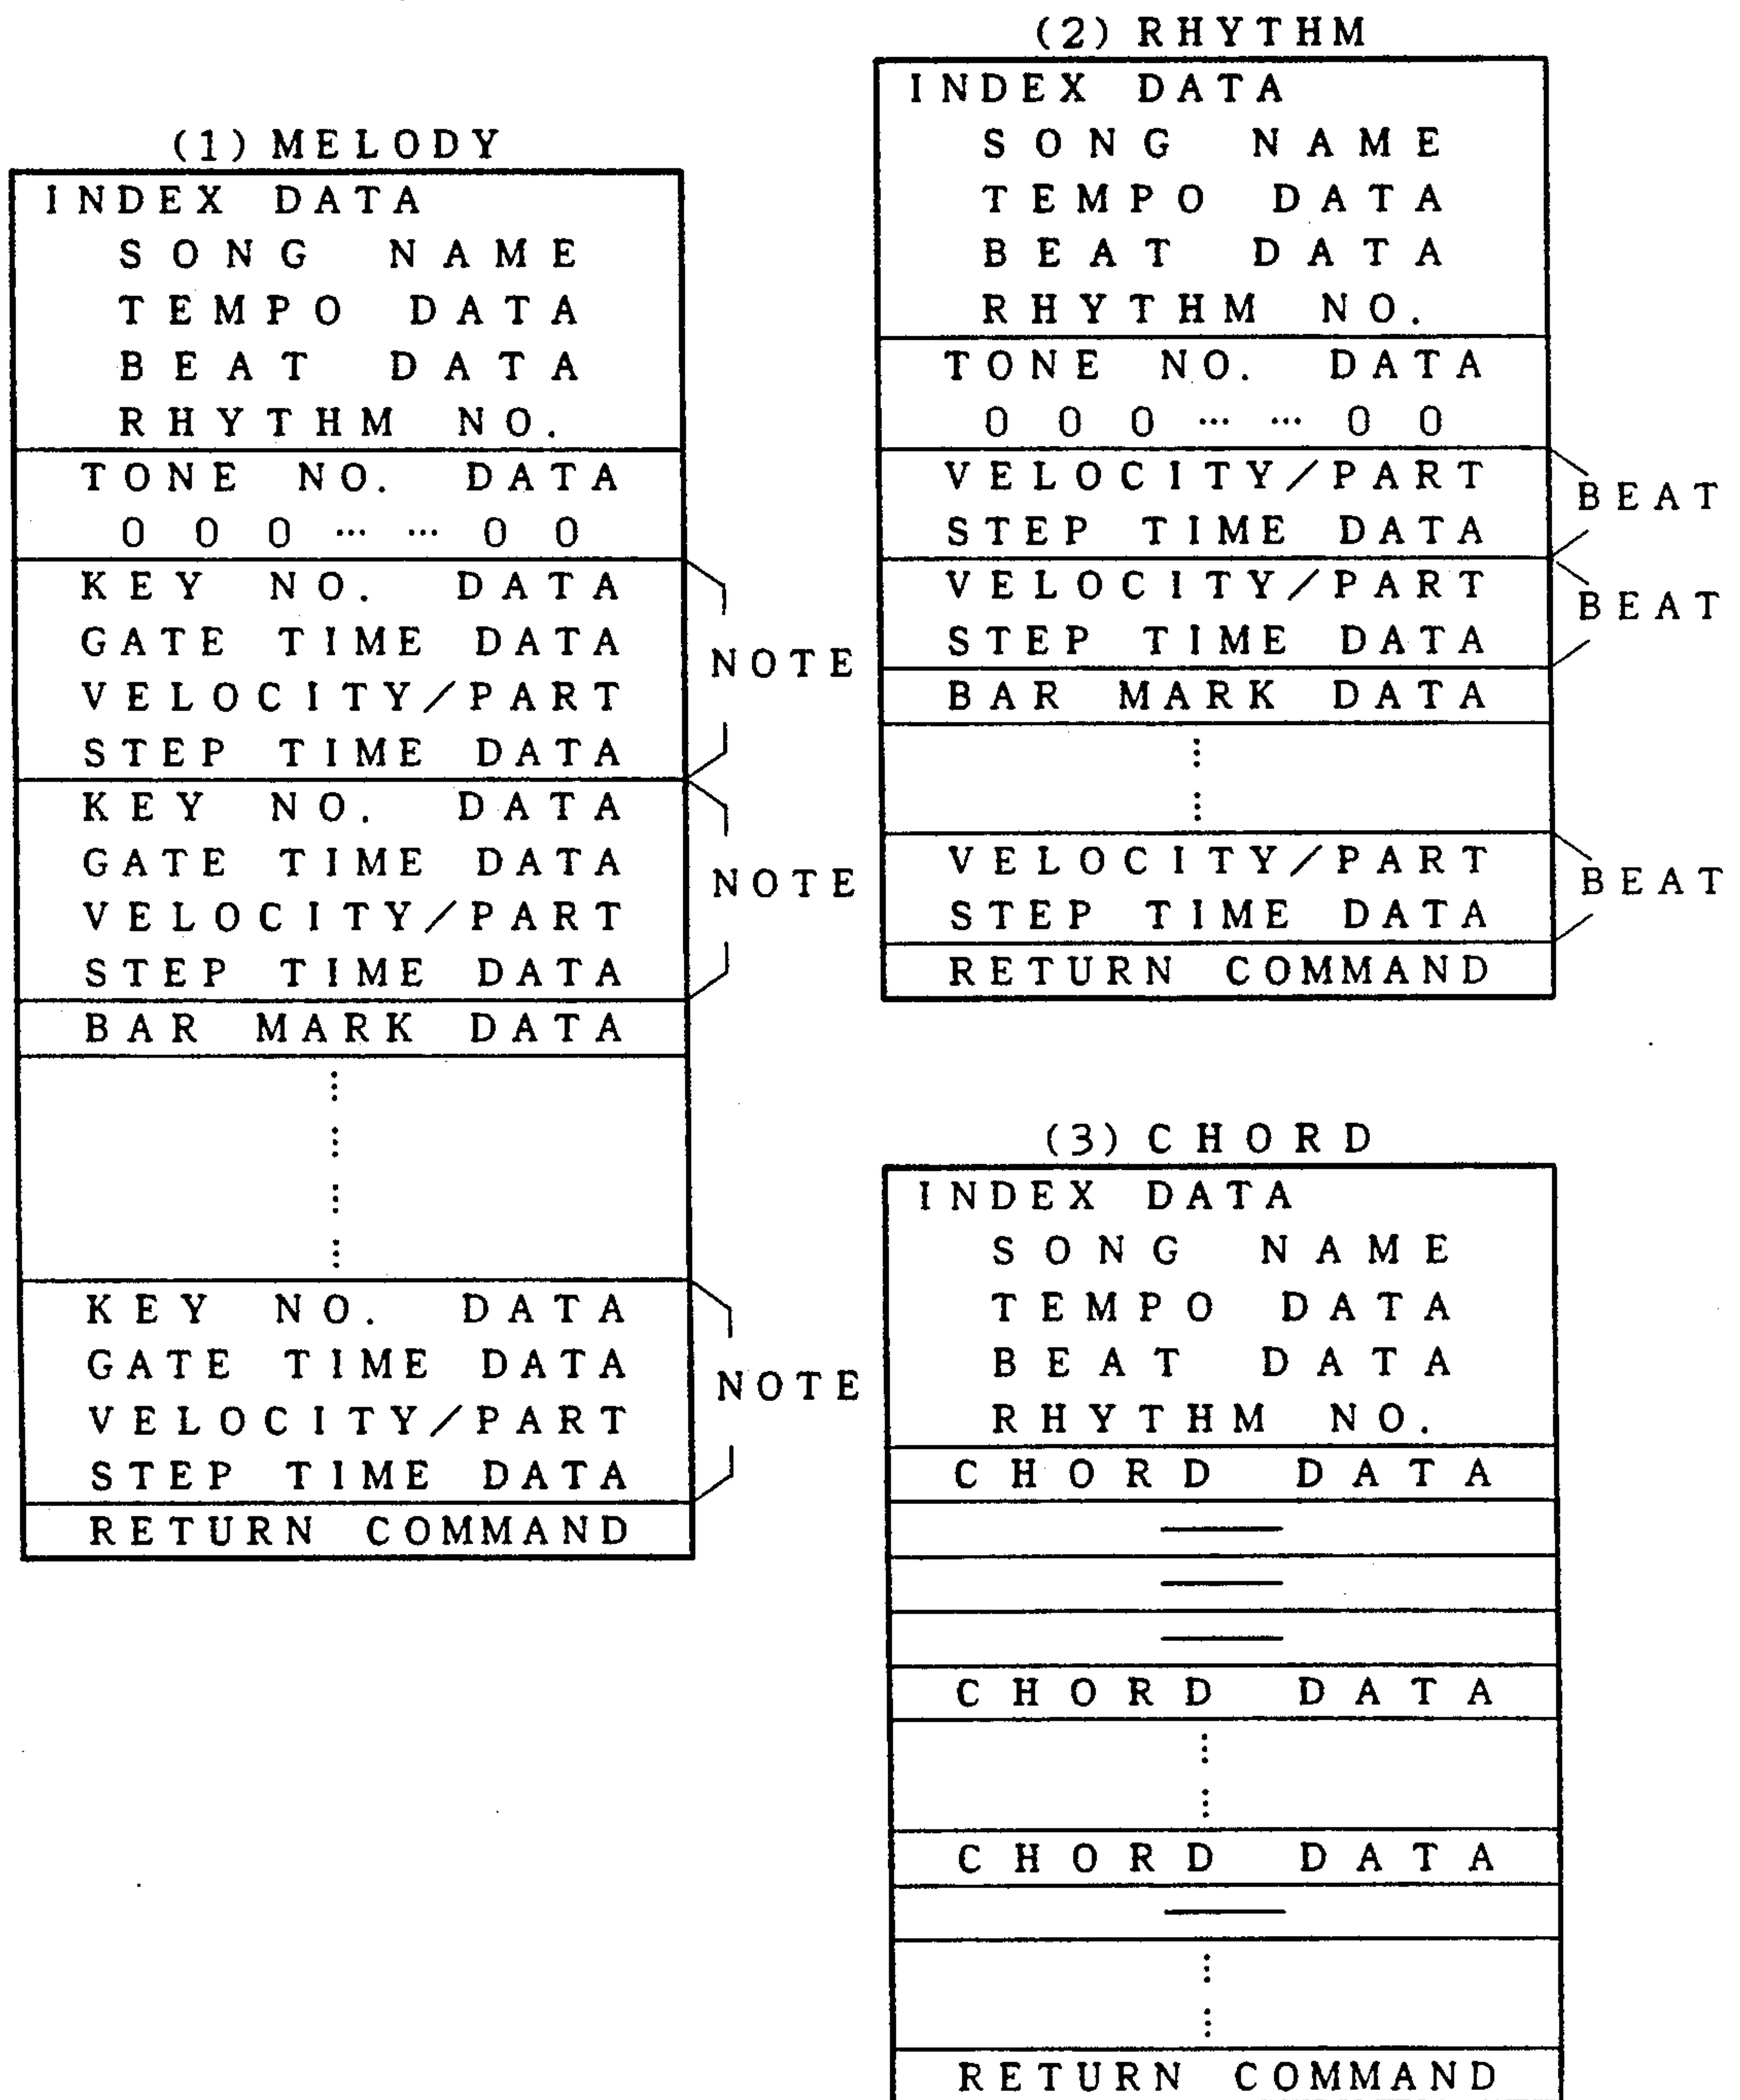 (1) MELODY
INDEX DATA
SONG NAME
TEMPO DATA
BEAT DATA
RHYTHM NO.
TONE NO. DATA
0 0 0 … … 0 0
KEY NO. DATA
GATE TIME DATA
VELOCITY/PART
STEP TIME DATA
NOTE
KEY NO. DATA
GATE TIME DATA
VELOCITY/PART
STEP TIME DATA
NOTE
BAR MARK DATA
KEY NO. DATA
GATE TIME DATA
VELOCITY/PART
STEP TIME DATA
NOTE
RETURN COMMAND
(2) RHYTHM
INDEX DATA
SONG NAME
TEMPO DATA
BEAT DATA
RHYTHM NO.
TONE NO. DATA
0 0 0 … … 0 0
VELOCITY/PART
STEP TIME DATA
BEAT
VELOCITY/PART
STEP TIME DATA
BEAT
BAR MARK DATA
VELOCITY/PART
STEP TIME DATA
BEAT
RETURN COMMAND
(3) CHORD
INDEX DATA
SONG NAME
TEMPO DATA
BEAT DATA
RHYTHM NO.
CHORD DATA
CHORD DATA
CHORD DATA
RETURN COMMAND